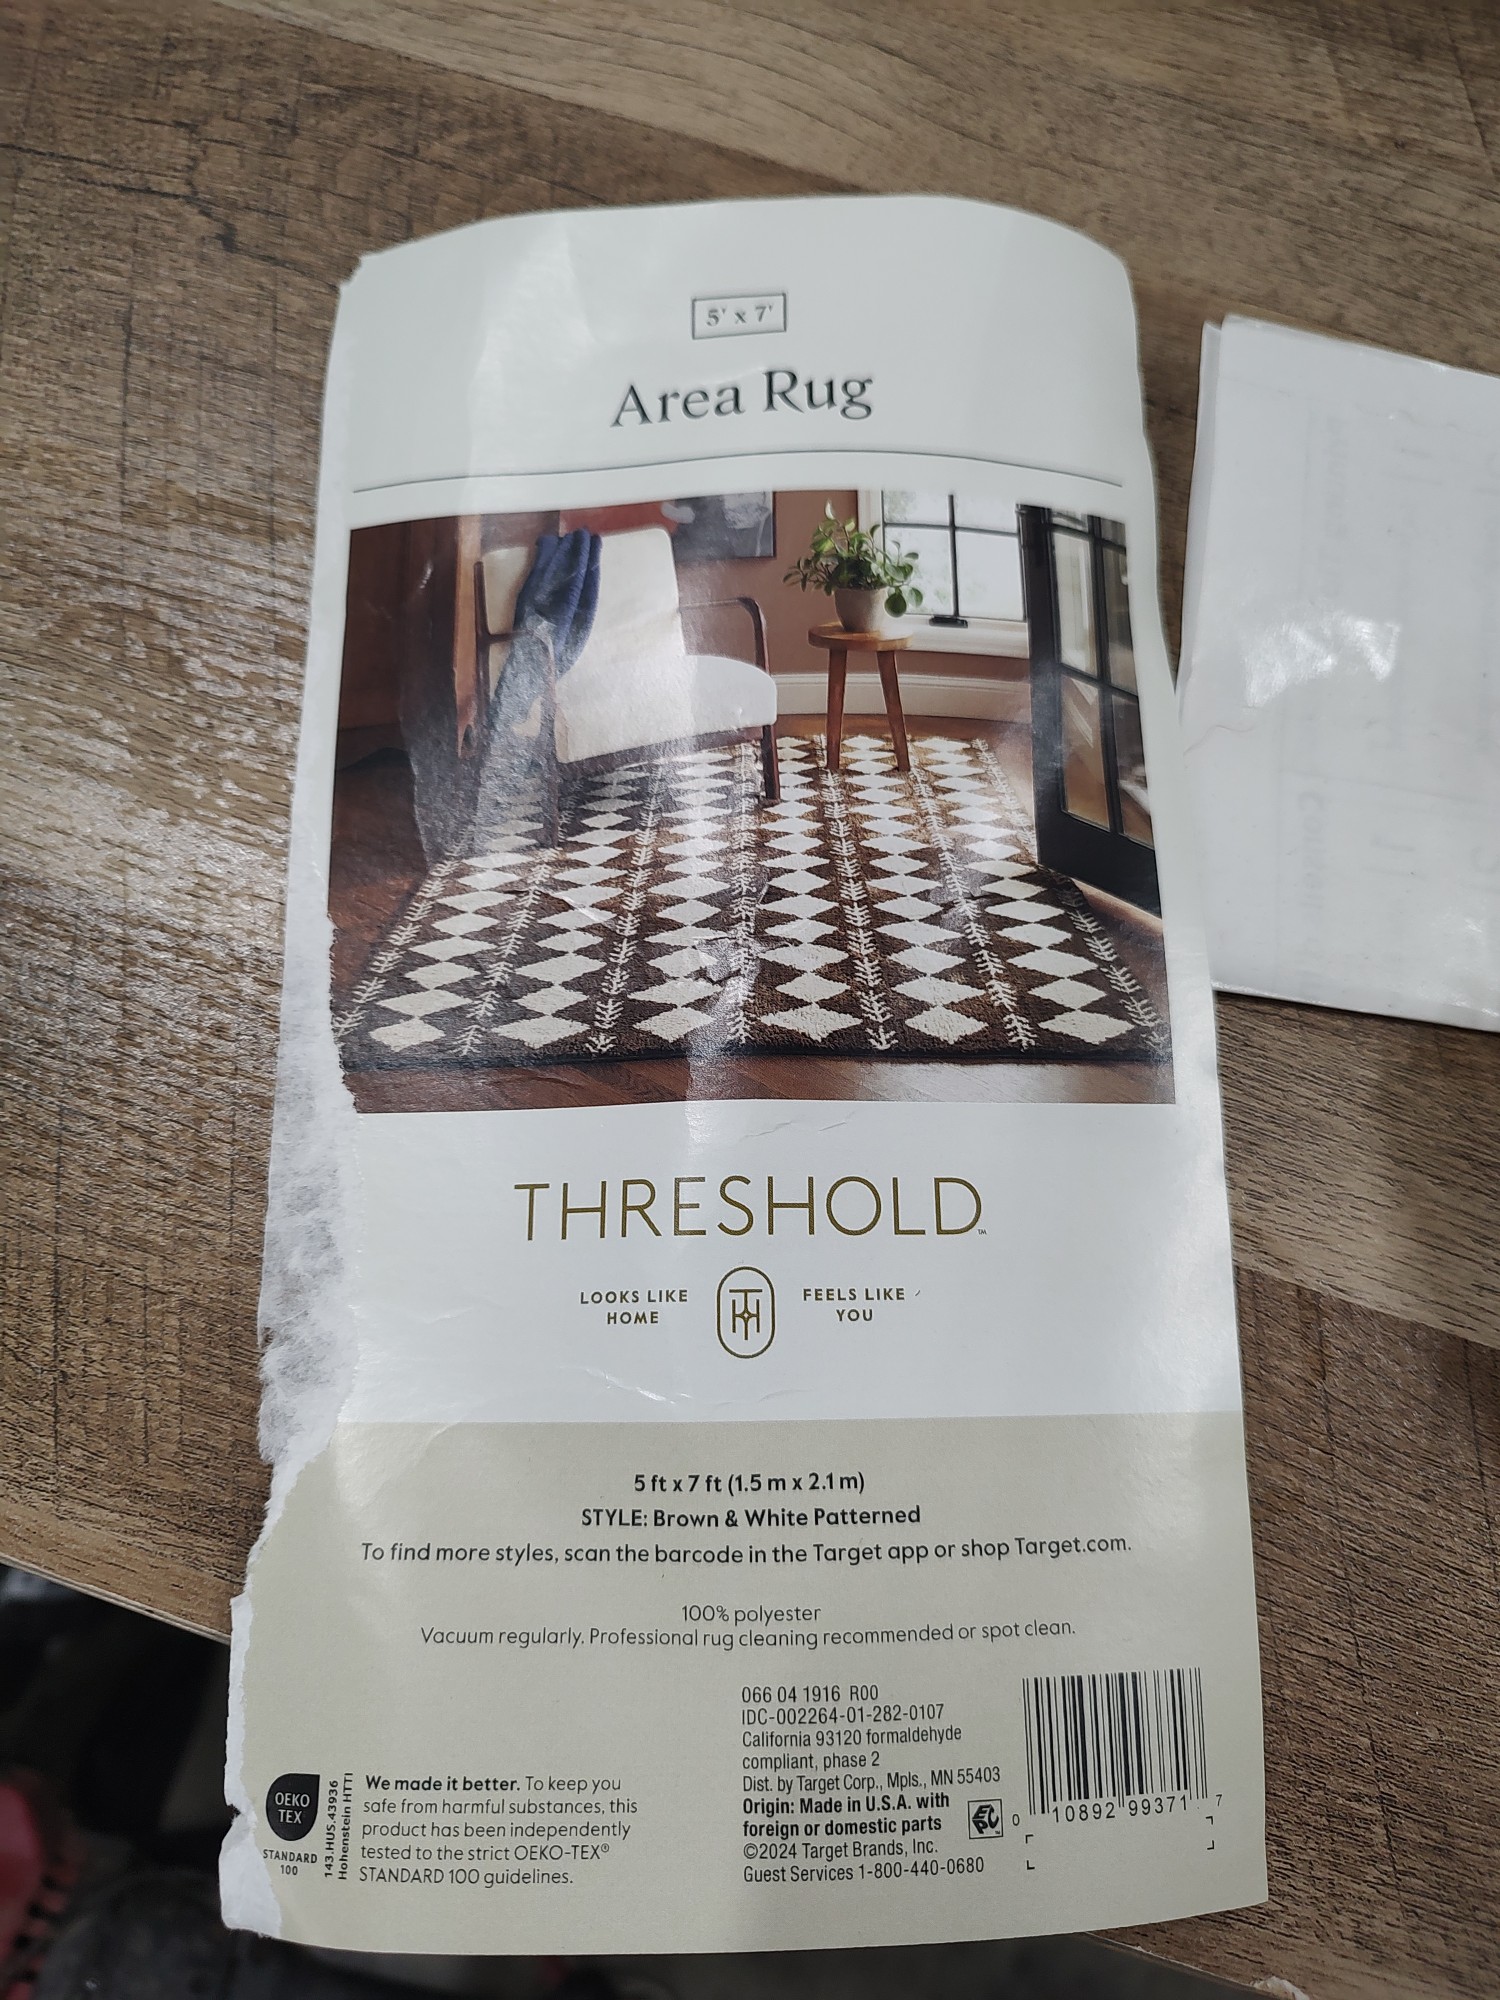 5' x 7'
Area Rug
THRESHOLD™
LOOKS LIKE
HOME
FEELS LIKE
YOU
5 ft x 7 ft (1.5 m x 2.1 m)
STYLE: Brown & White Patterned
To find more styles, scan the barcode in the Target app or shop Target.com.
100% polyester
Vacuum regularly. Professional rug cleaning recommended or spot clean.
OEKO
TEX
STANDARD
100
143.HUS.43936
Hohenstein HTTI
We made it better. To keep you
safe from harmful substances, this
product has been independently
tested to the strict OEKO-TEX®
STANDARD 100 guidelines.
066 04 1916 R00
IDC-002264-01-282-0107
California 93120 formaldehyde
compliant, phase 2
Dist. by Target Corp., Mpls., MN 55403
Origin: Made in U.S.A. with
foreign or domestic parts
©2024 Target Brands, Inc.
Guest Services 1-800-440-0680
EPC
0 10892 99371 7